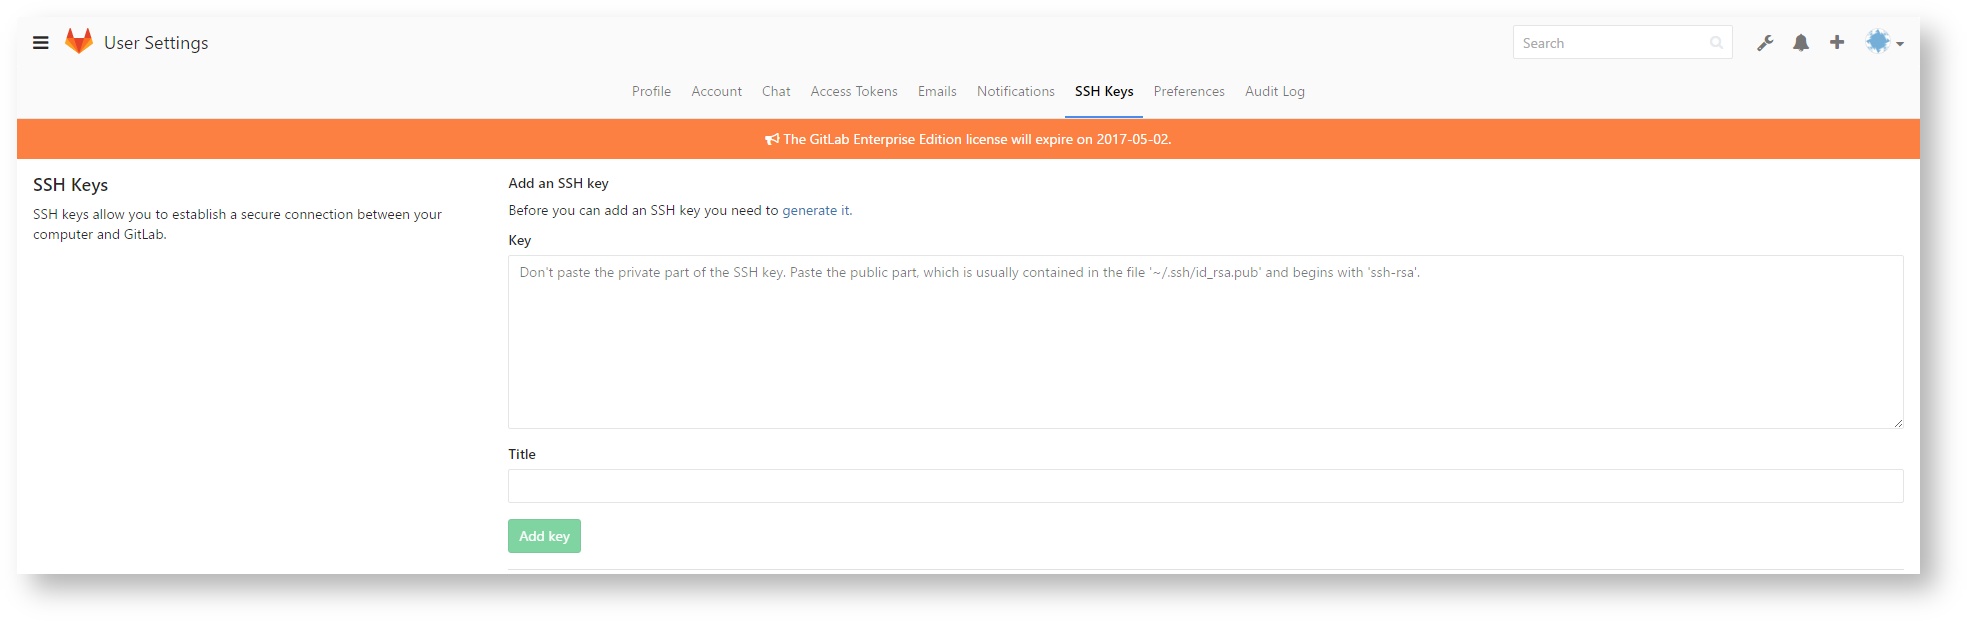 User Settings
Search
Profile Account Chat Access Tokens Emails Notifications SSH Keys Preferences Audit Log
The GitLab Enterprise Edition license will expire on 2017-05-02.
SSH Keys
SSH keys allow you to establish a secure connection between your
computer and GitLab.
Add an SSH key
Before you can add an SSH key you need to generate it.
Key
Don't paste the private part of the SSH key. Paste the public part, which is usually contained in the file '~/.ssh/id_rsa.pub' and begins with 'ssh-rsa'.
Title
Add key